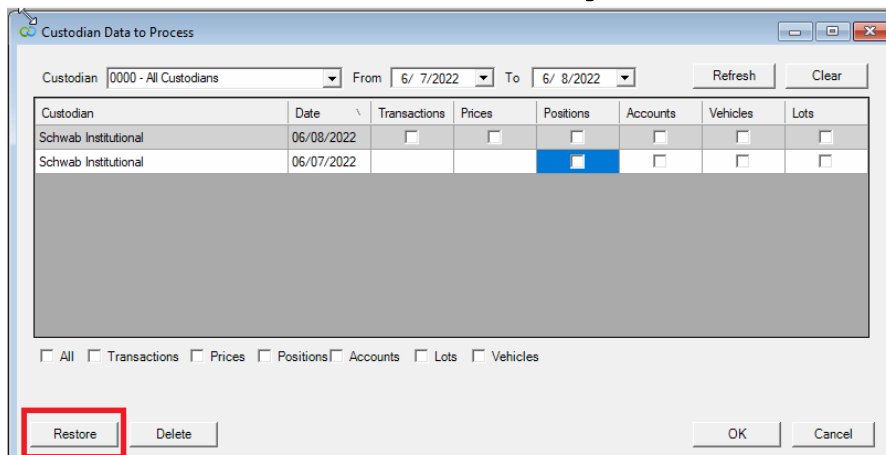 Custodian Data to Process
Custodian 0000 - All Custodians From 6/ 7/2022 To 6/ 8/2022 Refresh Clear
Custodian Date Transactions Prices Positions Accounts Vehicles Lots
Schwab Institutional 06/08/2022
Schwab Institutional 06/07/2022
All Transactions Prices Positions Accounts Lots Vehicles
Restore Delete OK Cancel